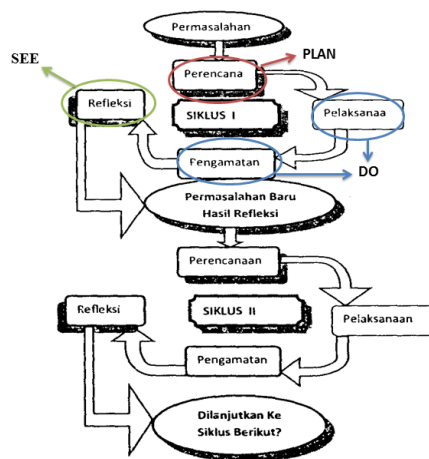 Permasalahan
PLAN
SEE
Perencana
Refleksi
SIKLUS I
Pelaksanaa
Pengamatan
DO
Permasalahan Baru
Hasil Refleksi
Perencanaan
Refleksi
SIKLUS II
Pelaksanaan
Pengamatan
Dilanjutkan Ke
Siklus Berikut?